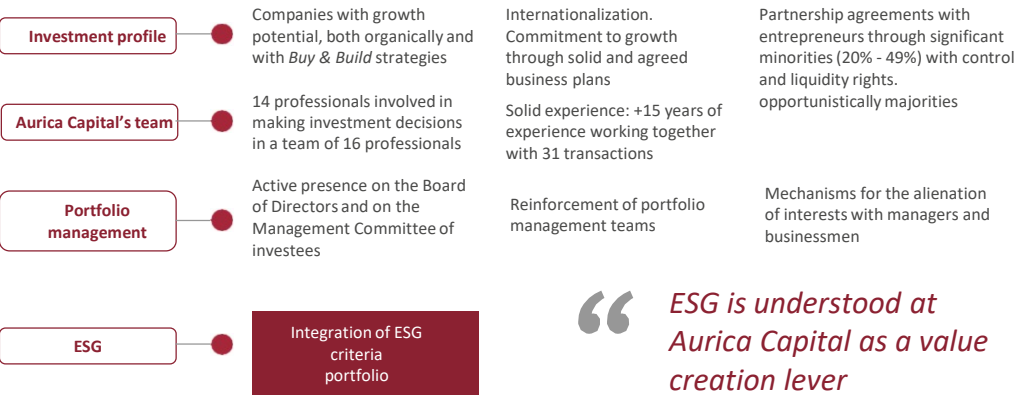 Investment profile
Companies with growth
potential, both organically and
with Buy & Build strategies
Internationalization.
Commitment to growth
through solid and agreed
business plans
Partnership agreements with
entrepreneurs through significant
minorities (20% - 49%) with control
and liquidity rights.
opportunistically majorities
Aurica Capital's team
14 professionals involved in
making investment decisions
in a team of 16 professionals
Solid experience: +15 years of
experience working together
with 31 transactions
Portfolio
management
Active presence on the Board
of Directors and on the
Management Committee of
investees
Reinforcement of portfolio
management teams
Mechanisms for the alienation
of interests with managers and
businessmen
ESG
Integration of ESG
criteria
portfolio
“
ESG is understood at
Aurica Capital as a value
creation lever